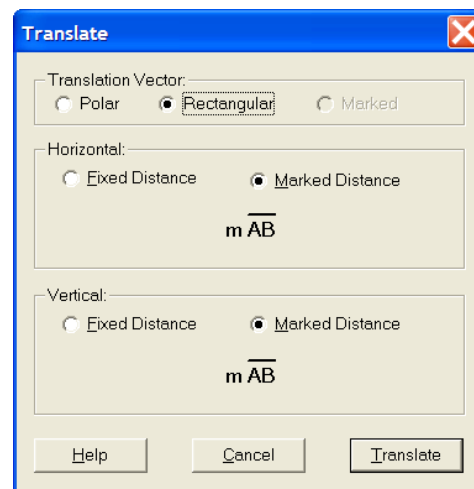 Translate
Translation Vector:
Polar Rectangular Marked
Horizontal:
Fixed Distance Marked Distance
m AB
Vertical:
Fixed Distance Marked Distance
m AB
Help Cancel Translate